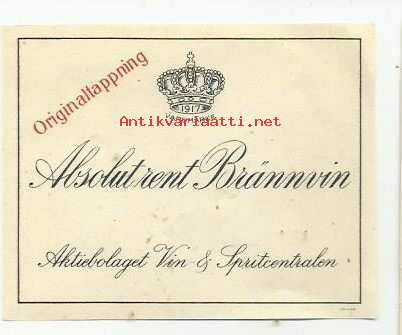 Originaltappning
1917
Antikvariaatti.net
Absolut rent Brännvin
Aktiebolaget Vin- & Spritcentralen